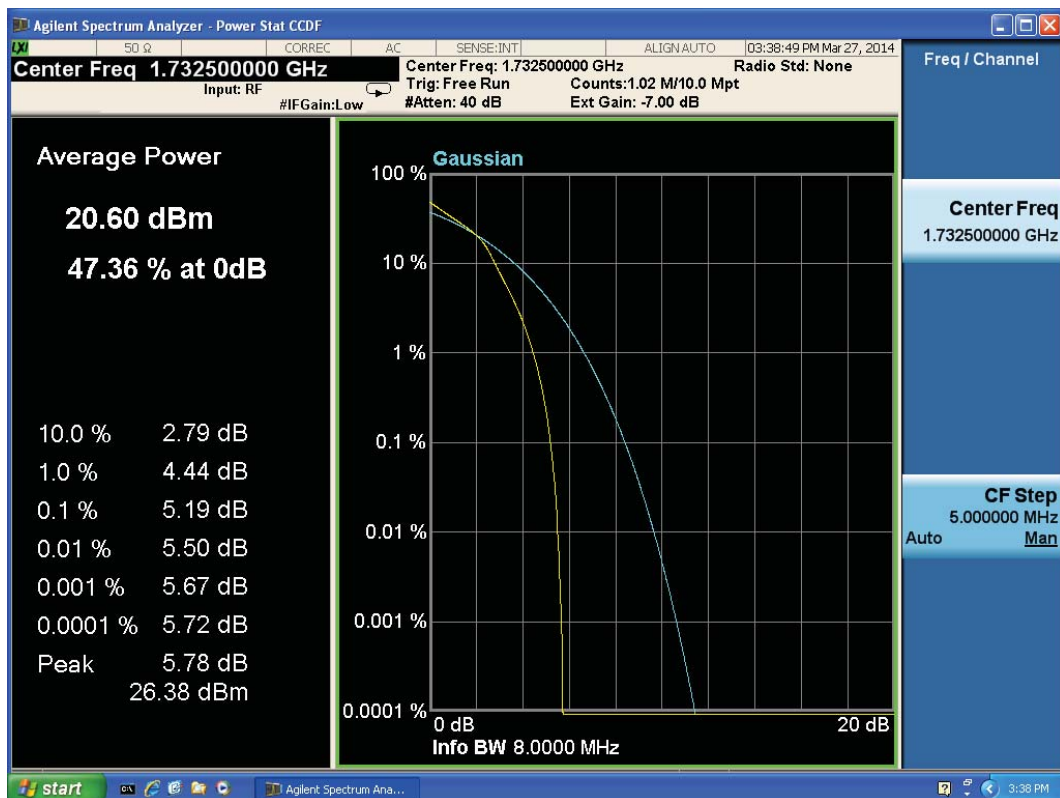 Agilent Spectrum Analyzer - Power Stat CCDF
LXI 50 Ω CORREC AC SENSE:INT ALIGN AUTO 03:38:49 PM Mar 27, 2014
Center Freq 1.732500000 GHz
Input: RF
#IFGain:Low
Center Freq: 1.732500000 GHz Radio Std: None
Trig: Free Run Counts:1.02 M/10.0 Mpt
#Atten: 40 dB Ext Gain: -7.00 dB
Average Power
20.60 dBm
47.36 % at 0dB
10.0 % 2.79 dB
1.0 % 4.44 dB
0.1 % 5.19 dB
0.01 % 5.50 dB
0.001 % 5.67 dB
0.0001 % 5.72 dB
Peak 5.78 dB
26.38 dBm
Gaussian
100 %
10 %
1 %
0.1 %
0.01 %
0.001 %
0.0001 %
0 dB 20 dB
Info BW 8.0000 MHz
Freq / Channel
Center Freq
1.732500000 GHz
CF Step
5.000000 MHz
Auto Man
start Agilent Spectrum Ana... 3:38 PM